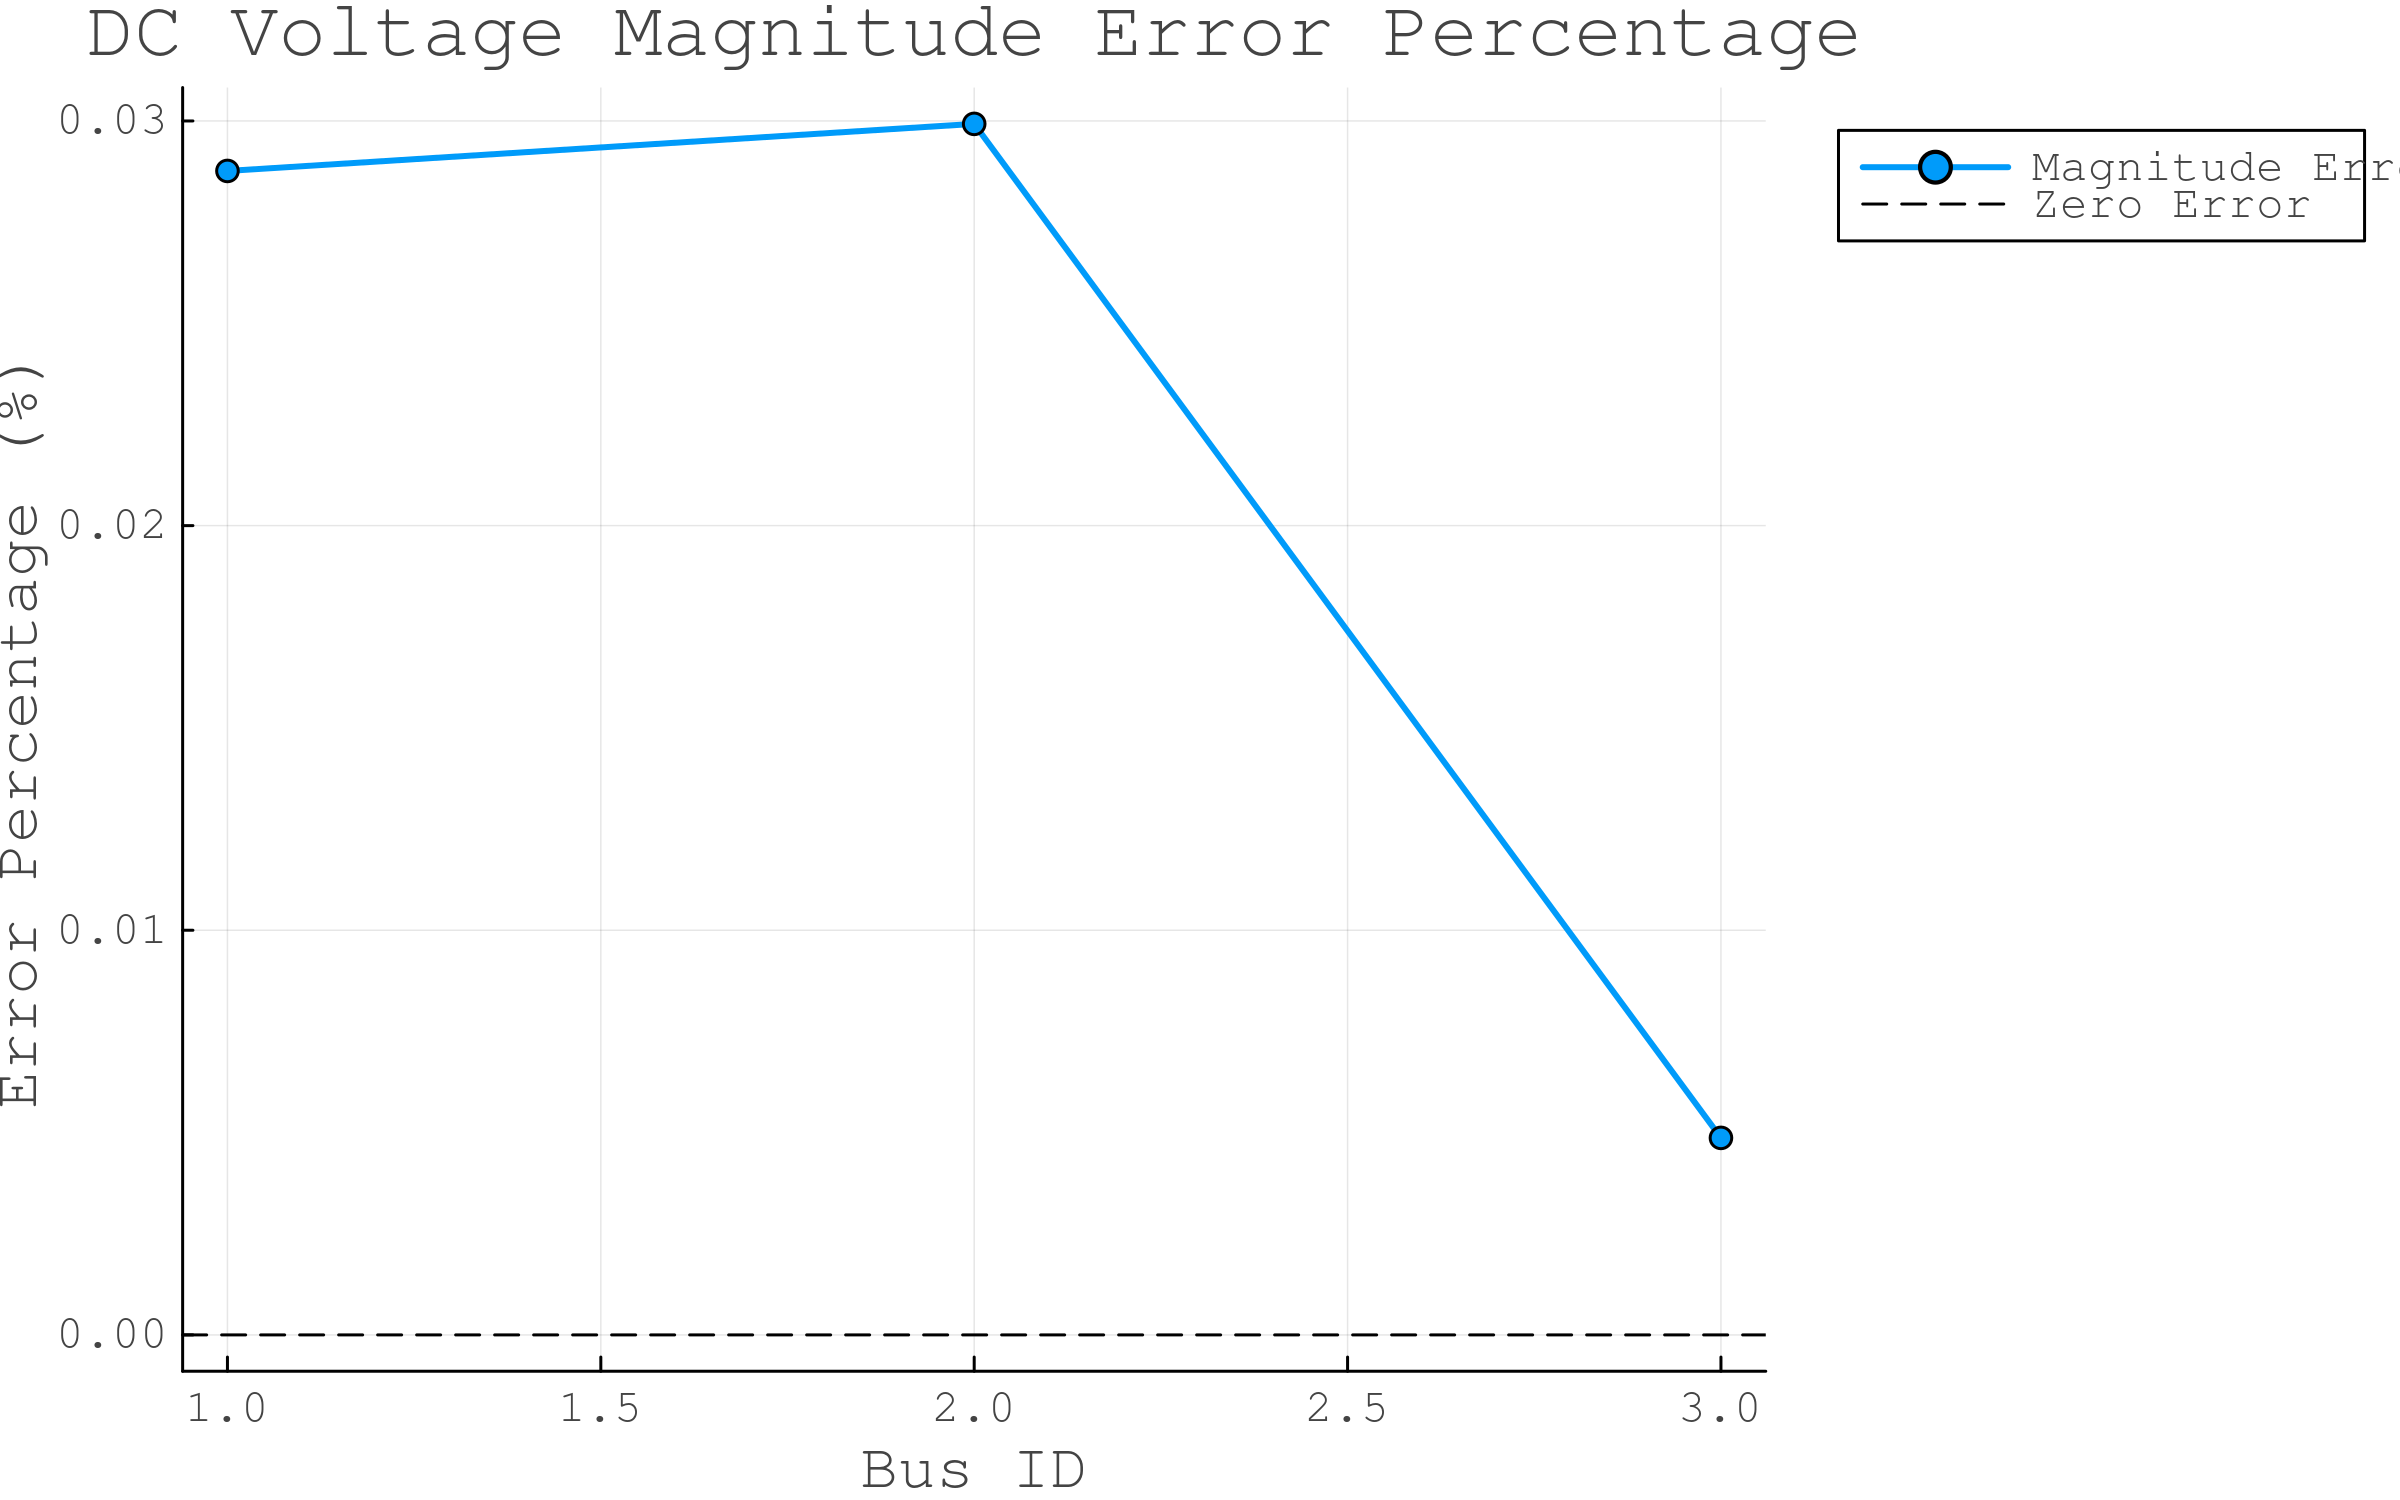 DC Voltage Magnitude Error Percentage
Error Percentage (%)
0.03
0.02
0.01
0.00
1.0 1.5 2.0 2.5 3.0
Bus ID
Magnitude
Zero Error